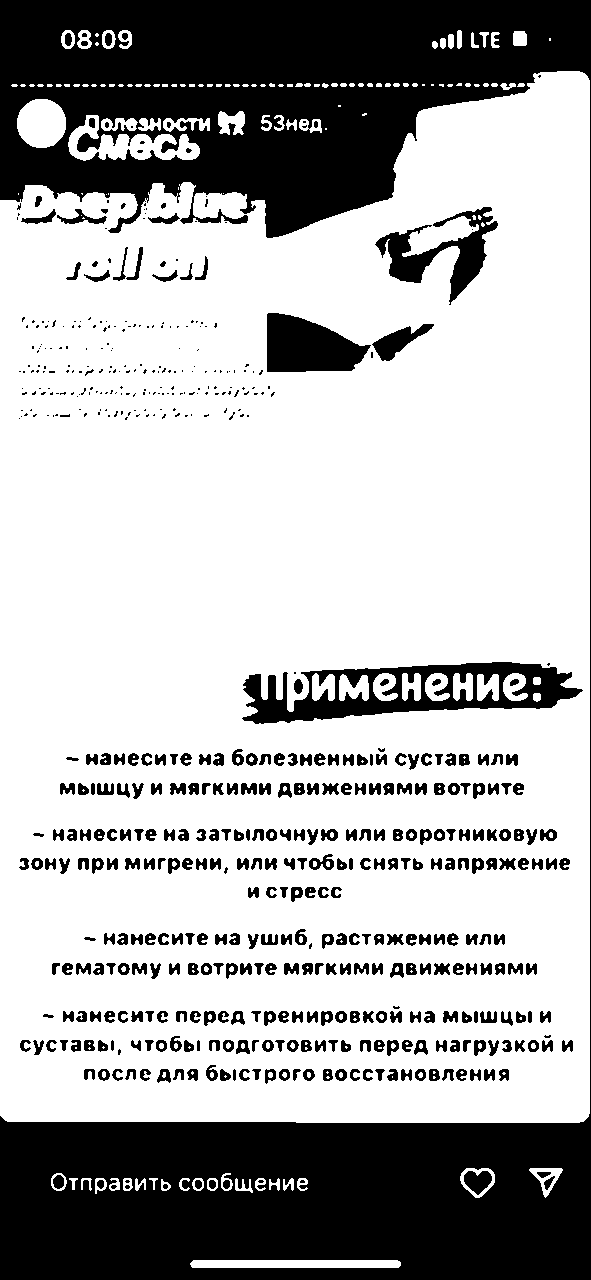 08:09
LTE
Полезности 53нед.
Смесь
Deep blue
roll on
применение:
~ нанесите на болезненный сустав или
мышцу и мягкими движениями вотрите
~ нанесите на затылочную или воротниковую
зону при мигрени, или чтобы снять напряжение
и стресс
~ нанесите на ушиб, растяжение или
гематому и вотрите мягкими движениями
~ нанесите перед тренировкой на мышцы и
суставы, чтобы подготовить перед нагрузкой и
после для быстрого восстановления
Отправить сообщение